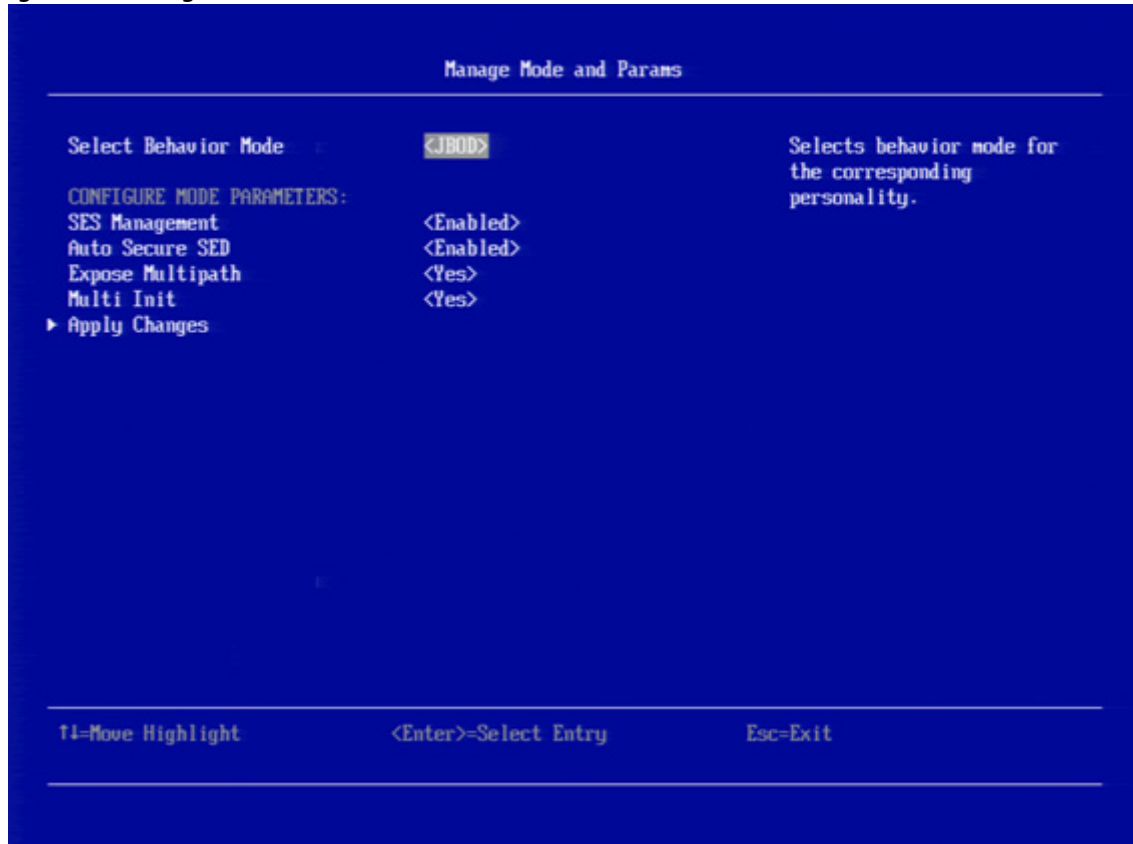 Manage Mode and Params
Select Behavior Mode <JBOD>
Selects behavior mode for
the corresponding
personality.
CONFIGURE MODE PARAMETERS:
SES Management <Enabled>
Auto Secure SED <Enabled>
Expose Multipath <Yes>
Multi Init <Yes>
▶ Apply Changes
↑↓=Move Highlight <Enter>=Select Entry Esc=Exit